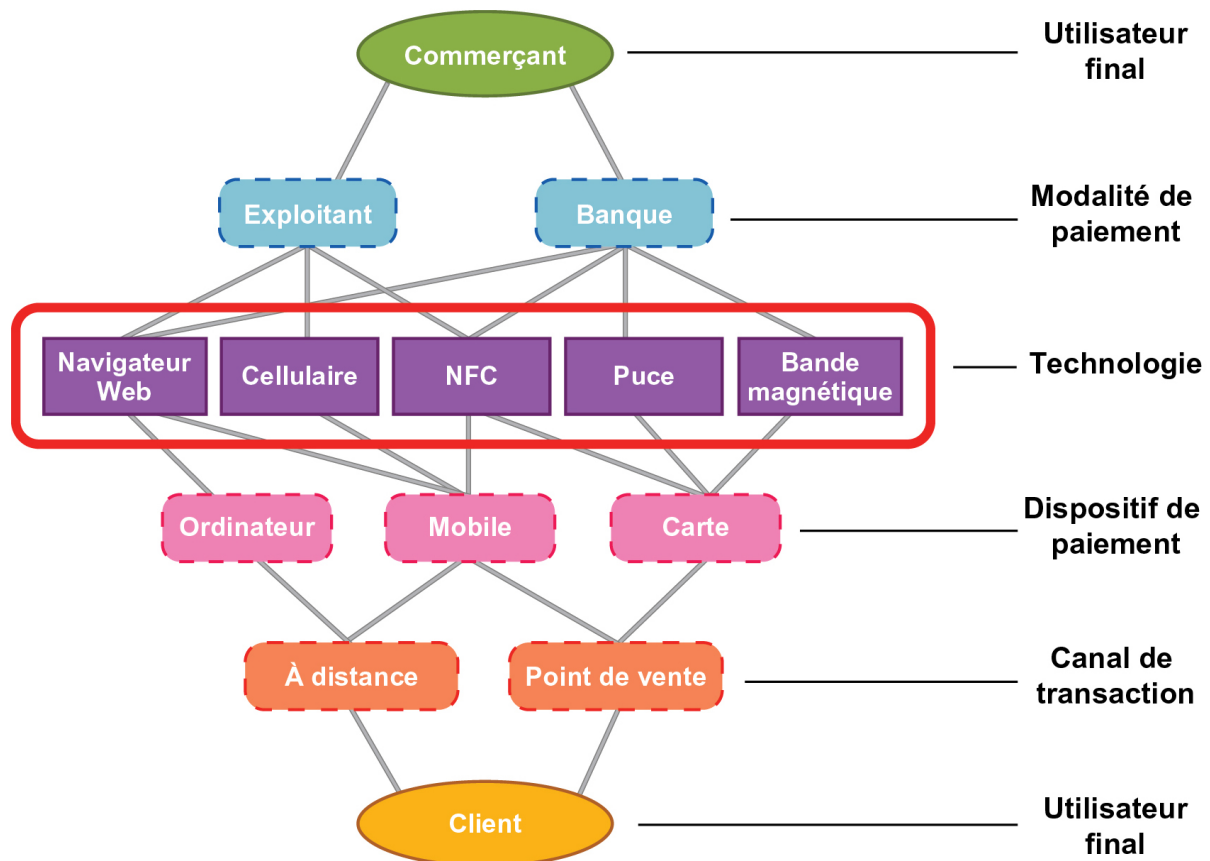 Commerçant
Utilisateur
final
Exploitant
Banque
Modalité de
paiement
Navigateur
Web
Cellulaire
NFC
Puce
Bande
magnétique
Technologie
Ordinateur
Mobile
Carte
Dispositif de
paiement
À distance
Point de vente
Canal de
transaction
Client
Utilisateur
final